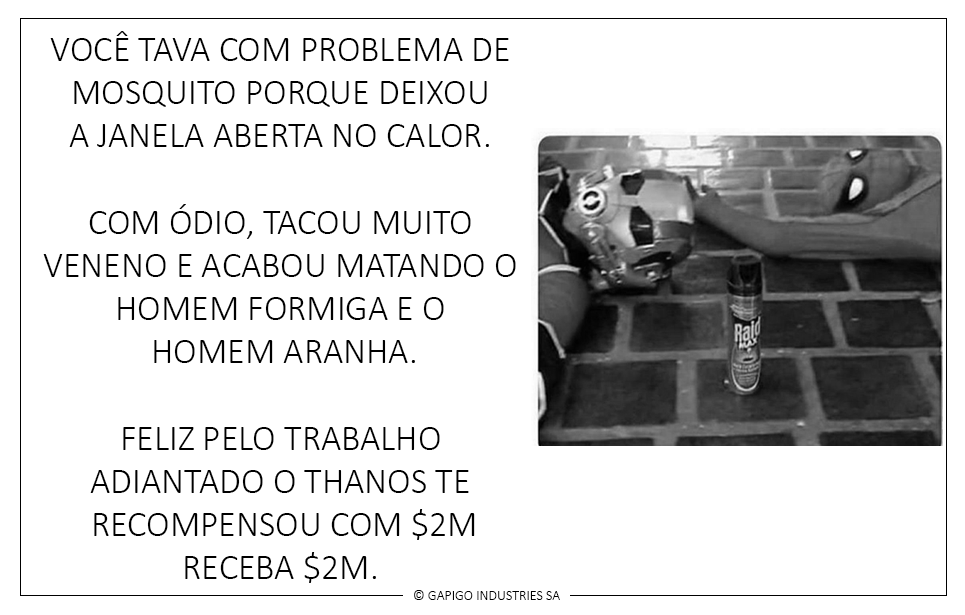 VOCÊ TAVA COM PROBLEMA DE
MOSQUITO PORQUE DEIXOU
A JANELA ABERTA NO CALOR.
COM ÓDIO, TACOU MUITO
VENENO E ACABOU MATANDO O
HOMEM FORMIGA E O
HOMEM ARANHA.
FELIZ PELO TRABALHO
ADIANTADO O THANOS TE
RECOMPENSOU COM $2M
RECEBA $2M.
Raid
MAX
© GAPIGO INDUSTRIES SA